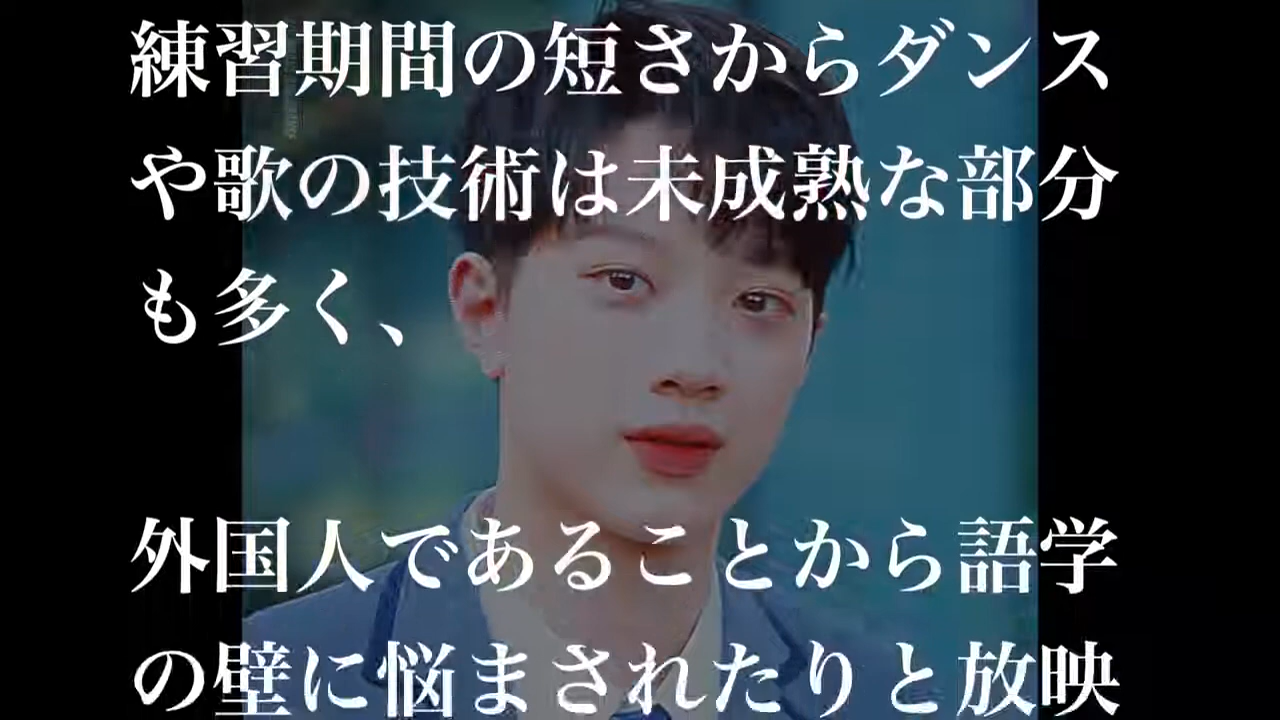 練習期間の短さからダンス
や歌の技術は未成熟な部分
も多く、
外国人であることから語学
の壁に悩まされたりと放映